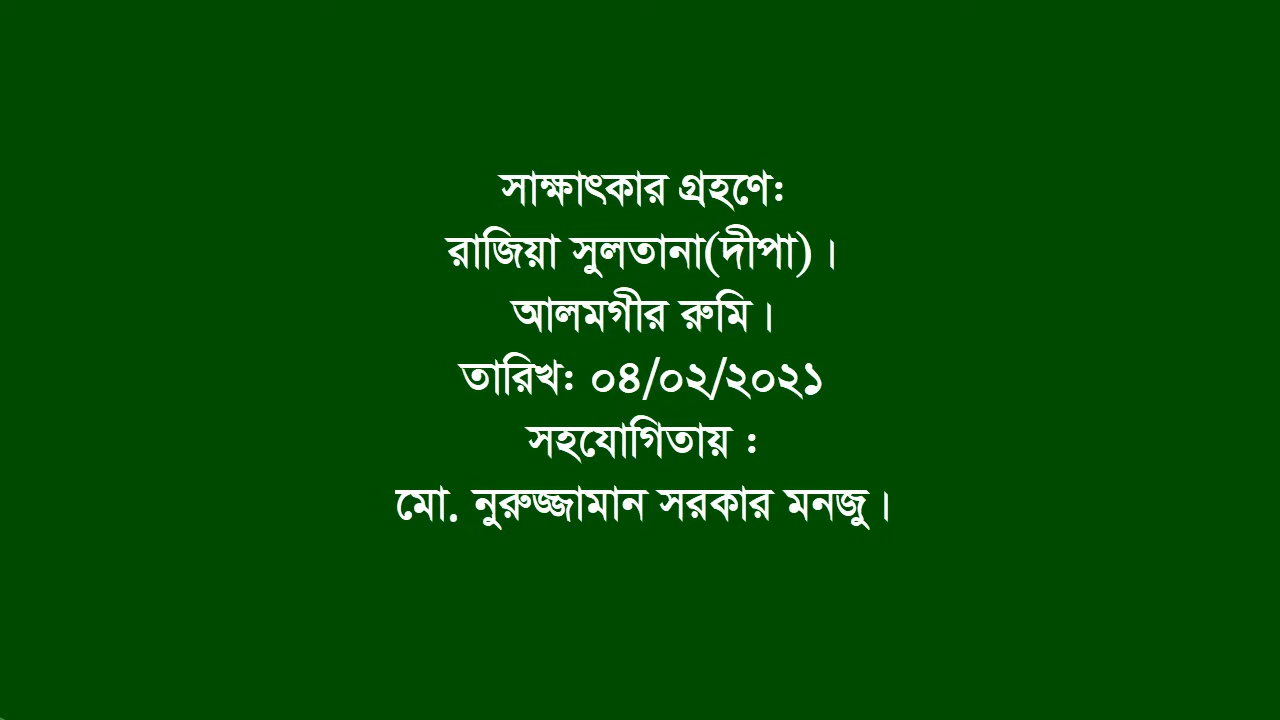 সাক্ষাৎকার গ্রহণে:
রাজিয়া সুলতানা(দীপা)।
আলমগীর রুমি।
তারিখ: ০৪/০২/২০২১
সহযোগিতায় :
মো. নুরুজ্জামান সরকার মনজু।